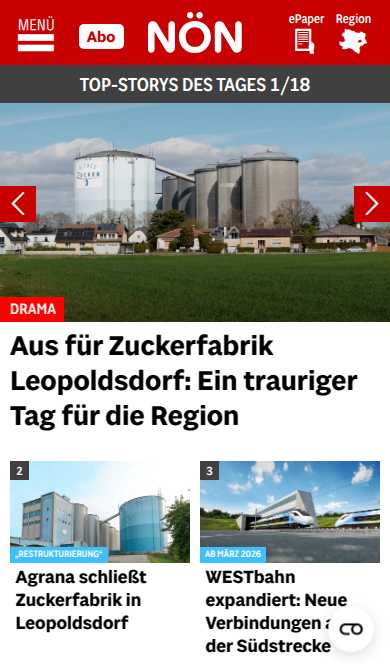 MENÜ
Abo
NÖN
ePaper
Region
TOP-STORYS DES TAGES 1/18
DRAMA
Aus für Zuckerfabrik
Leopoldsdorf: Ein trauriger
Tag für die Region
2
„RESTRUKTURIERUNG“
Agrana schließt
Zuckerfabrik in
Leopoldsdorf
3
AB MÄRZ 2026
WESTbahn
expandiert: Neue
Verbindungen
der Südstrecke